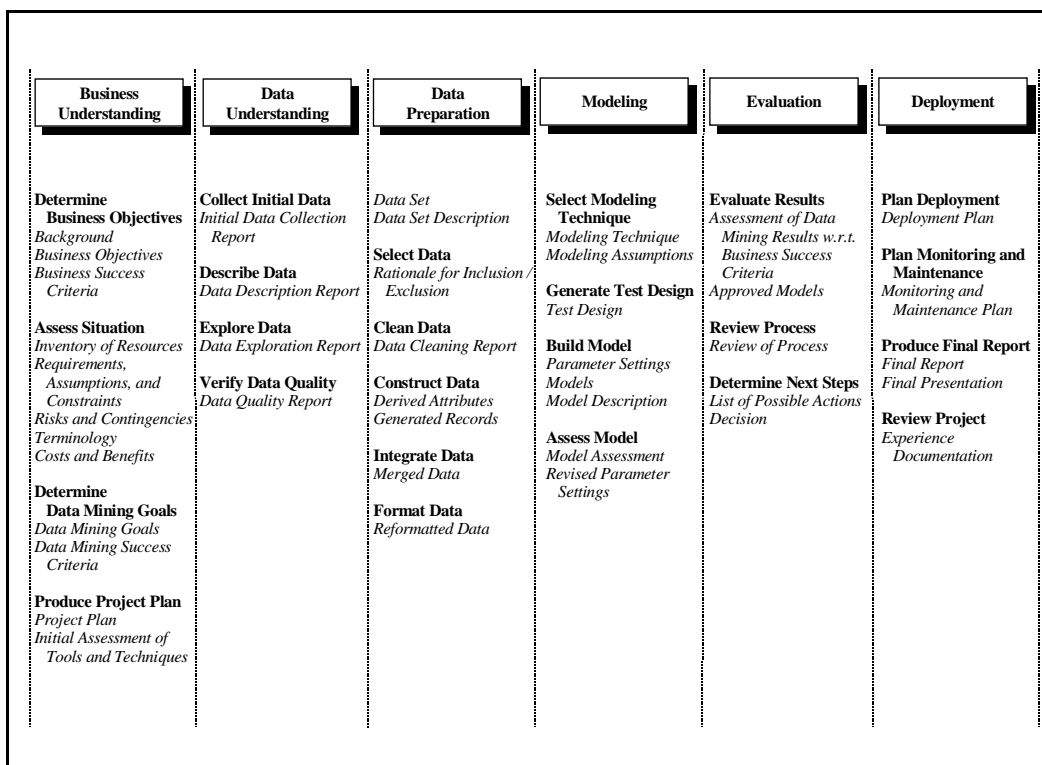 Business
Understanding
Data
Understanding
Data
Preparation
Modeling
Evaluation
Deployment
Determine
Business Objectives
Background
Business Objectives
Business Success
Criteria
Assess Situation
Inventory of Resources
Requirements,
Assumptions, and
Constraints
Risks and Contingencies
Terminology
Costs and Benefits
Determine
Data Mining Goals
Data Mining Goals
Data Mining Success
Criteria
Produce Project Plan
Project Plan
Initial Assessment of
Tools and Techniques
Collect Initial Data
Initial Data Collection
Report
Describe Data
Data Description Report
Explore Data
Data Exploration Report
Verify Data Quality
Data Quality Report
Data Set
Data Set Description
Select Data
Rationale for Inclusion /
Exclusion
Clean Data
Data Cleaning Report
Construct Data
Derived Attributes
Generated Records
Integrate Data
Merged Data
Format Data
Reformatted Data
Select Modeling
Technique
Modeling Technique
Modeling Assumptions
Generate Test Design
Test Design
Build Model
Parameter Settings
Models
Model Description
Assess Model
Model Assessment
Revised Parameter
Settings
Evaluate Results
Assessment of Data
Mining Results w.r.t.
Business Success
Criteria
Approved Models
Review Process
Review of Process
Determine Next Steps
List of Possible Actions
Decision
Plan Deployment
Deployment Plan
Plan Monitoring and
Maintenance
Monitoring and
Maintenance Plan
Produce Final Report
Final Report
Final Presentation
Review Project
Experience
Documentation